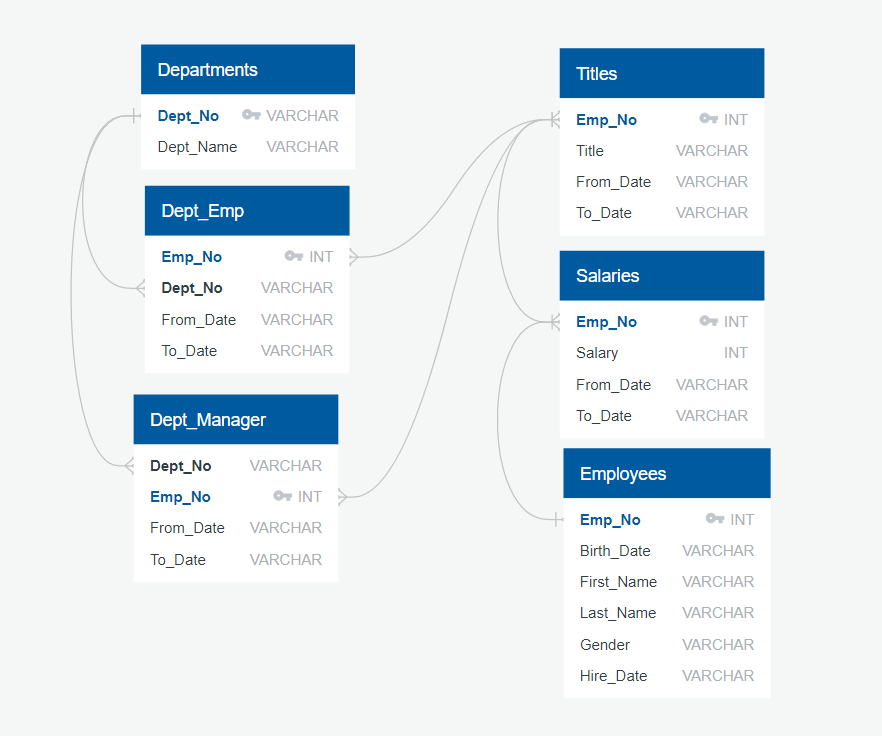 Departments
Dept_No VARCHAR
Dept_Name VARCHAR
Dept_Emp
Emp_No INT
Dept_No VARCHAR
From_Date VARCHAR
To_Date VARCHAR
Dept_Manager
Dept_No VARCHAR
Emp_No INT
From_Date VARCHAR
To_Date VARCHAR
Titles
Emp_No INT
Title VARCHAR
From_Date VARCHAR
To_Date VARCHAR
Salaries
Emp_No INT
Salary INT
From_Date VARCHAR
To_Date VARCHAR
Employees
Emp_No INT
Birth_Date VARCHAR
First_Name VARCHAR
Last_Name VARCHAR
Gender VARCHAR
Hire_Date VARCHAR